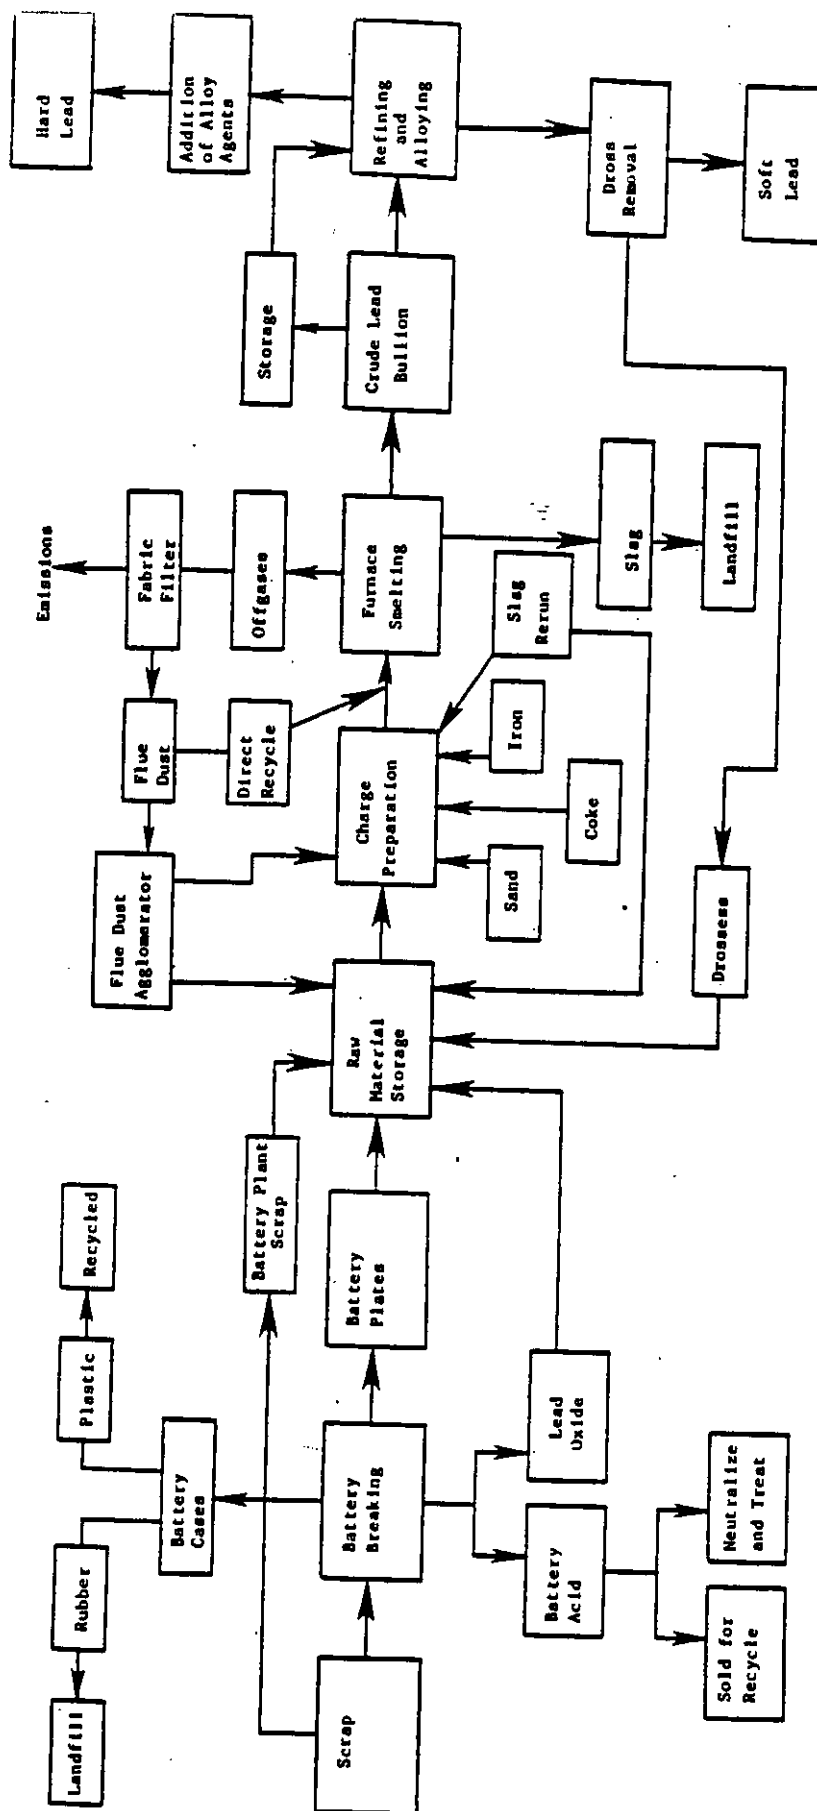 Landfill
Rubber
Plastic
Recycled
Battery
Cases
Scrap
Battery
Breaking
Battery
Plates
Battery Plant
Scrap
Battery
Acid
Lead
Oxide
Sold for
Recycle
Neutralize
and Treat
Raw
Material
Storage
Flue Dust
Agglomerator
Flue
Dust
Direct
Recycle
Fabric
Filter
Emissions
Offgases
Charge
Preparation
Sand
Coke
Iron
Slag
Rerun
Furnace
Smelting
Slag
Landfill
Drossess
Crude Lead
Bullion
Storage
Refining
and
Alloying
Addition
of Alloy
Agents
Hard
Lead
Dross
Removal
Soft
Lead